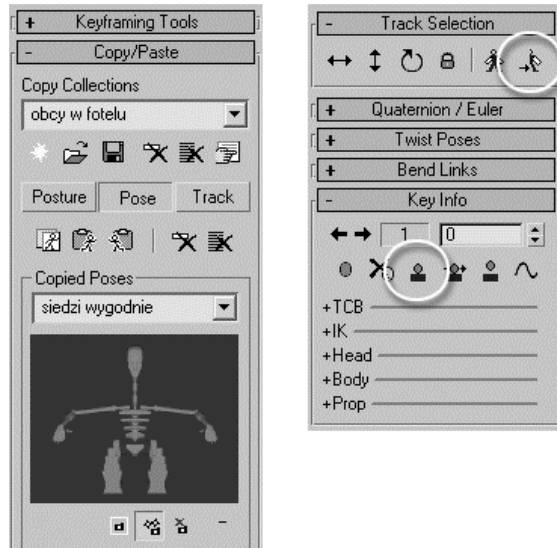 + Keyframing Tools
- Copy/Paste
Copy Collections
obcy w fotelu
Posture Pose Track
Copied Poses
siedzi wygodnie
- Track Selection
+ Quaternion / Euler
+ Twist Poses
+ Bend Links
- Key Info
1 0
+TCB
+IK
+Head
+Body
+Prop